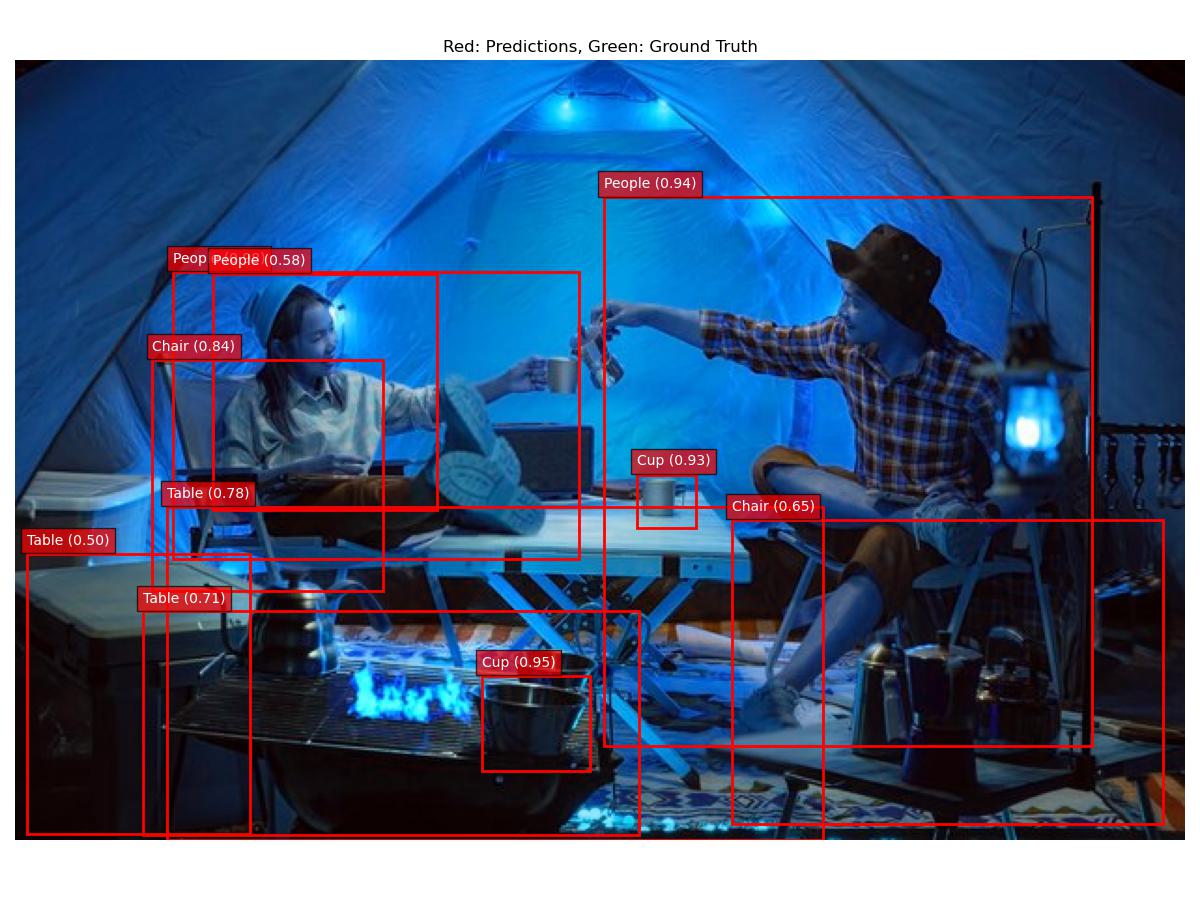 Red: Predictions, Green: Ground Truth
People (0.94)
Peop
People (0.58)
Chair (0.84)
Cup (0.93)
Table (0.78)
Chair (0.65)
Table (0.50)
Table (0.71)
Cup (0.95)